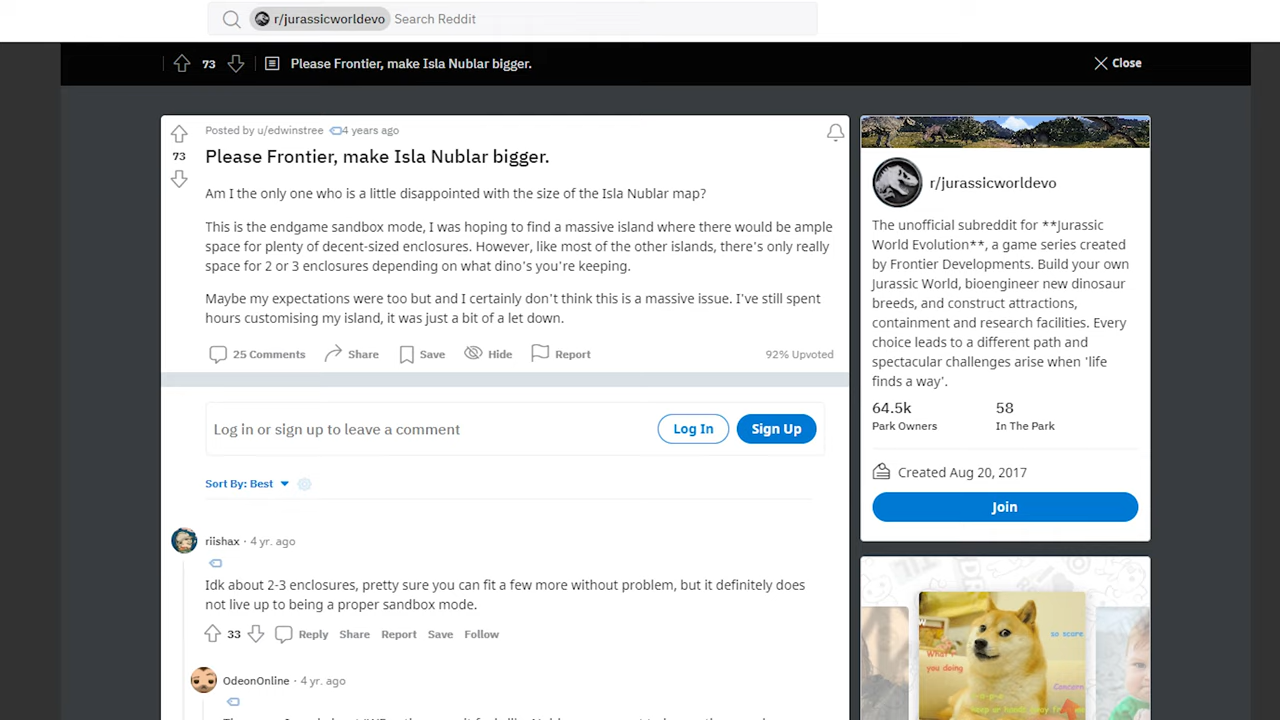 r/jurassicworldevo Search Reddit
73 Please Frontier, make Isla Nublar bigger. Close
Posted by u/edwinstree 4 years ago
73
Please Frontier, make Isla Nublar bigger.
Am I the only one who is a little disappointed with the size of the Isla Nublar map?
This is the endgame sandbox mode, I was hoping to find a massive island where there would be ample
space for plenty of decent-sized enclosures. However, like most of the other islands, there's only really
space for 2 or 3 enclosures depending on what dino's you're keeping.
Maybe my expectations were too but and I certainly don't think this is a massive issue. I've still spent
hours customising my island, it was just a bit of a let down.
25 Comments Share Save Hide Report 92% Upvoted
Log in or sign up to leave a comment Log In Sign Up
Sort By: Best
riishax · 4 yr. ago
Idk about 2-3 enclosures, pretty sure you can fit a few more without problem, but it definitely does
not live up to being a proper sandbox mode.
33 Reply Share Report Save Follow
OdeonOnline · 4 yr. ago
r/jurassicworldevo
The unofficial subreddit for **Jurassic
World Evolution**, a game series created
by Frontier Developments. Build your own
Jurassic World, bioengineer new dinosaur
breeds, and construct attractions,
containment and research facilities. Every
choice leads to a different path and
spectacular challenges arise when 'life
finds a way'.
64.5k 58
Park Owners In The Park
Created Aug 20, 2017
Join
so score
What
you doing
Concern